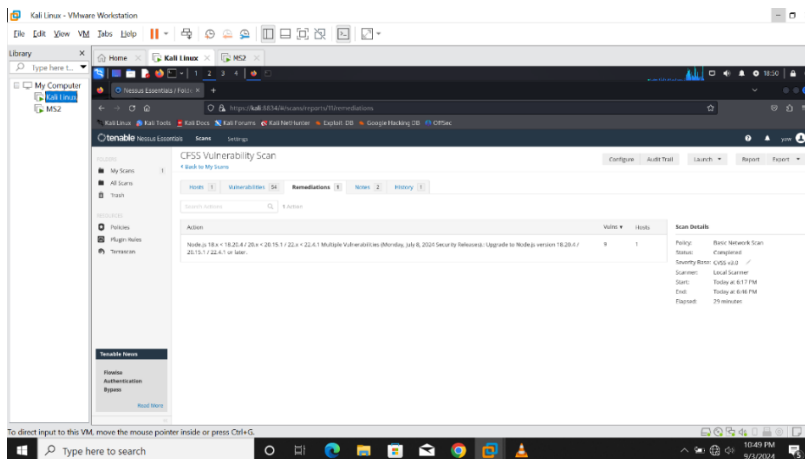 Kali Linux - VMware Workstation
File Edit View VM Tabs Help
Library
Type here t...
My Computer
Kali Linux
MS2
Home
Kali Linux
MS2
1 2 3 4
18:50
Nessus Essentials / Folde
https://kali:8834/#/scans/reports/11/remediations
Kali Linux Kali Tools Kali Docs Kali Forums Kali NetHunter Exploit-DB Google Hacking DB OffSec
tenable Nessus Essentials Scans Settings
FOLDERS
My Scans 1
All Scans
Trash
RESOURCES
Policies
Plugin Rules
Terrascan
Tenable News
Flowise
Authentication
Bypass
Read More
CFSS Vulnerability Scan
Back to My Scans
Configure Audit Trail Launch Report Export
Hosts 1 Vulnerabilities 54 Remediations 1 Notes 2 History 1
Search Actions 1 Action
Action Vulns Hosts
Node.js 18.x < 18.20.4 / 20.x < 20.15.1 / 22.x < 22.4.1 Multiple Vulnerabilities (Monday, July 8, 2024 Security Releases).: Upgrade to Node.js version 18.20.4 /
20.15.1 / 22.4.1 or later.
9 1
Scan Details
Policy: Basic Network Scan
Status: Completed
Severity Base: CVSS v3.0
Scanner: Local Scanner
Start: Today at 6:17 PM
End: Today at 6:46 PM
Elapsed: 29 minutes
To direct input to this VM, move the mouse pointer inside or press Ctrl+G.
Type here to search
10:49 PM
9/3/2024